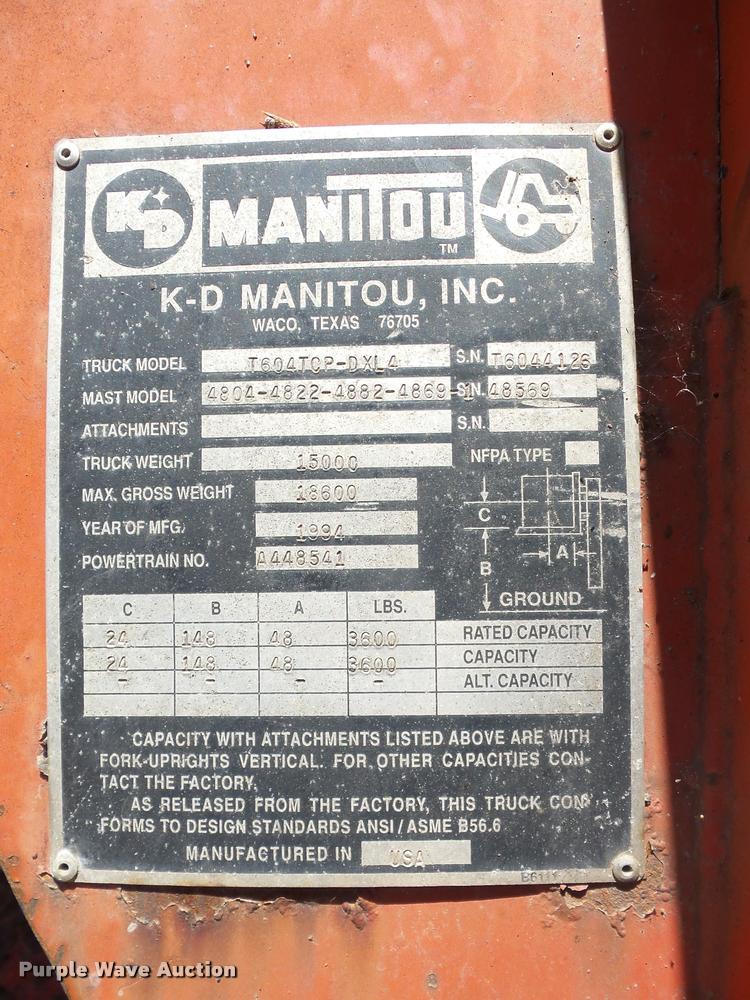 KD MANITOU TM
K-D MANITOU, INC.
WACO, TEXAS 76705
TRUCK MODEL T604TCP-DXL4 S.N. T6044126
MAST MODEL 4804-4822-4882-4869-1 S.N. 48569
ATTACHMENTS S.N.
TRUCK WEIGHT 15000 NFPA TYPE
MAX. GROSS WEIGHT 18600
YEAR OF MFG. 1994
POWERTRAIN NO. A448541
C
A
B
GROUND
C B A LBS.
24 148 48 3600 RATED CAPACITY
24 148 48 3600 CAPACITY
- - - - ALT. CAPACITY
CAPACITY WITH ATTACHMENTS LISTED ABOVE ARE WITH
FORK-UPRIGHTS VERTICAL. FOR OTHER CAPACITIES CON-
TACT THE FACTORY.
AS RELEASED FROM THE FACTORY, THIS TRUCK CON-
FORMS TO DESIGN STANDARDS ANSI / ASME B56.6
MANUFACTURED IN USA
Purple Wave Auction